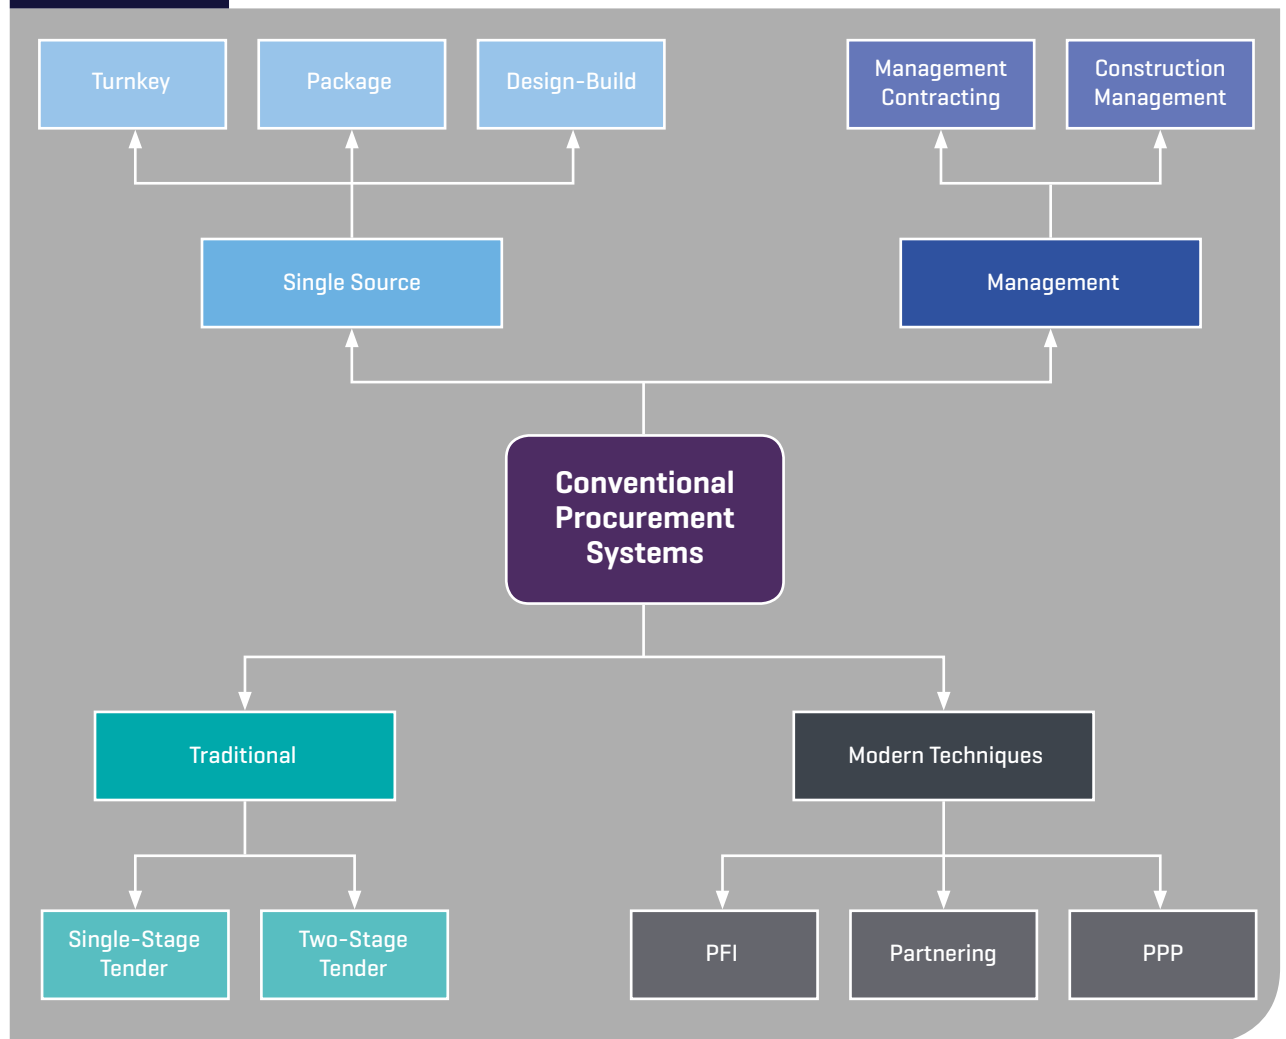 Turnkey
Package
Design-Build
Management
Contracting
Construction
Management
Single Source
Management
Conventional
Procurement
Systems
Traditional
Modern Techniques
Single-Stage
Tender
Two-Stage
Tender
PFI
Partnering
PPP